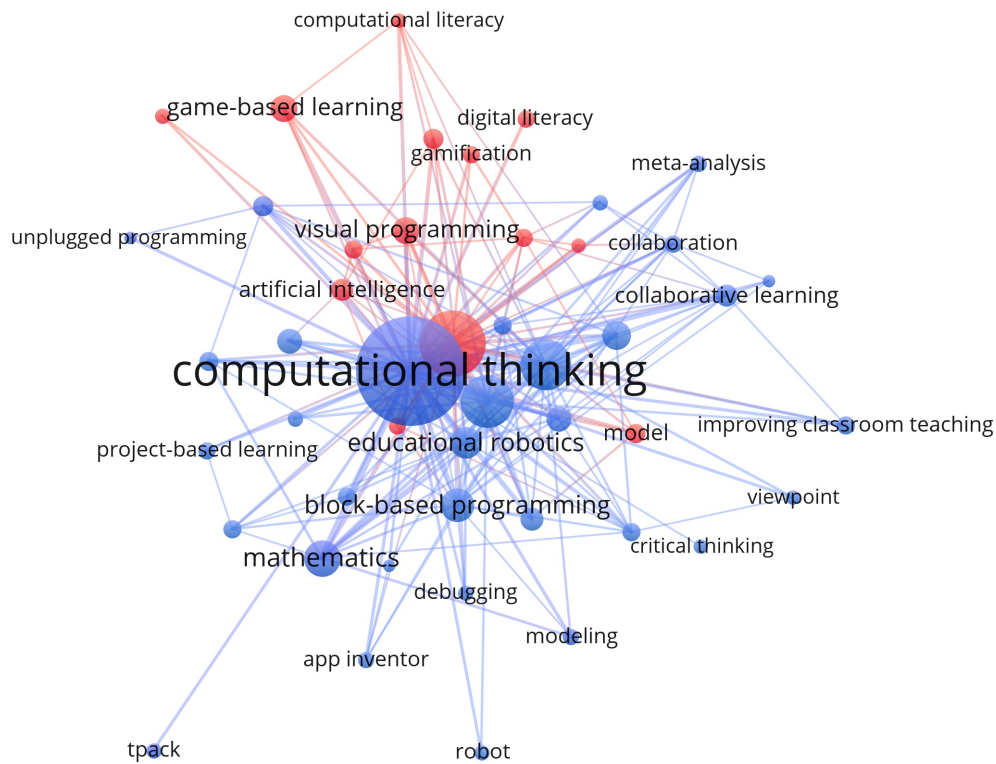 computational literacy
game-based learning
digital literacy
gamification
meta-analysis
visual programming
unplugged programming
collaboration
artificial intelligence
collaborative learning
computational thinking
improving classroom teaching
model
educational robotics
project-based learning
viewpoint
block-based programming
critical thinking
mathematics
debugging
modeling
app inventor
tpack
robot